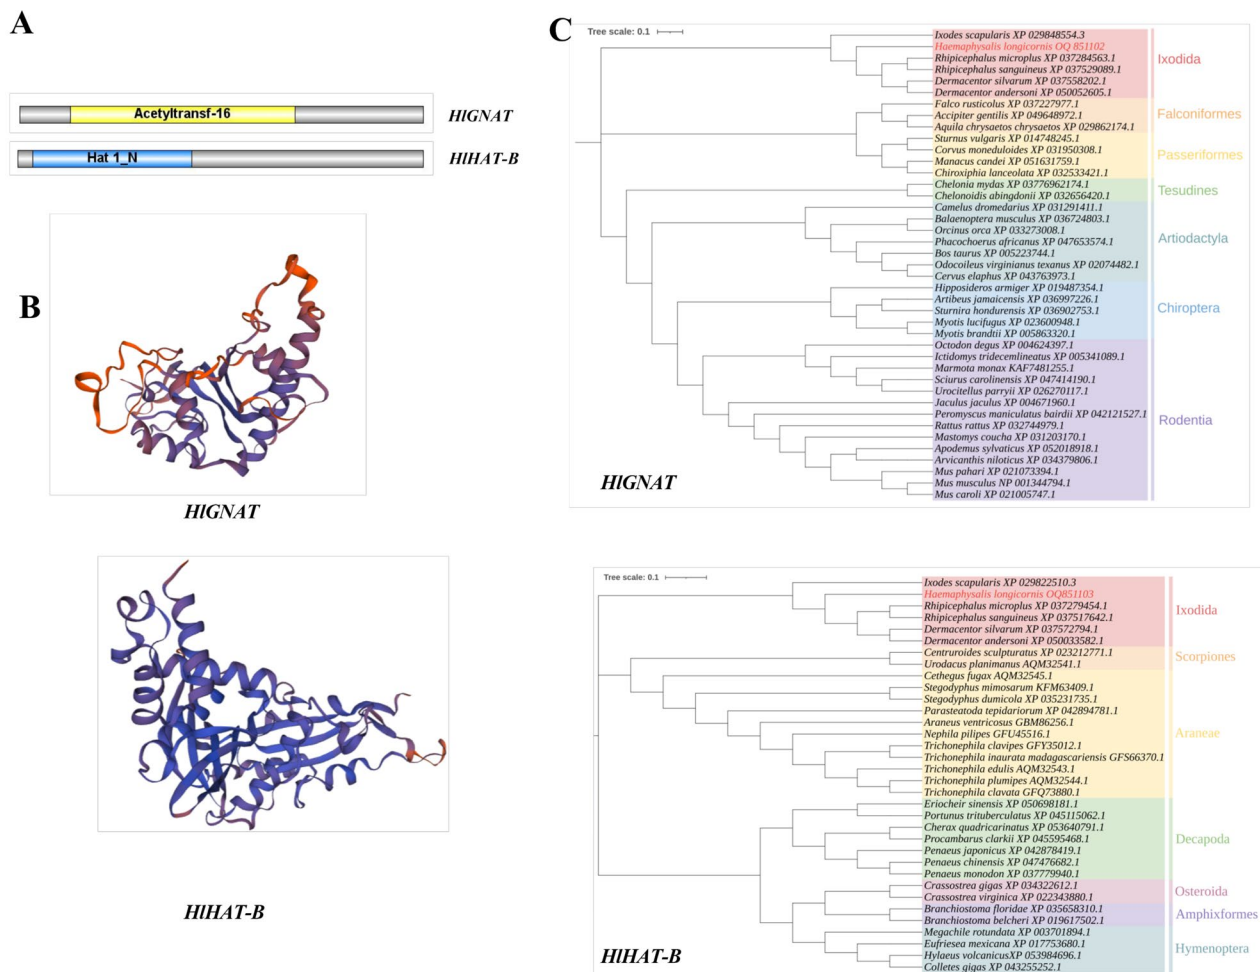 A
Acetyltransf-16
HlGNAT
Hat 1_N
HlHAT-B
B
HlGNAT
HlHAT-B
C
Tree scale: 0.1
Ixodes scapularis XP 029848554.3
Haemaphysalis longicornis OQ 851102
Rhipicephalus microplus XP 037284563.1
Rhipicephalus sanguineus XP 037529089.1
Dermacentor silvarum XP 037558202.1
Dermacentor andersoni XP 050052605.1
Ixodida
Falco rusticolus XP 037227977.1
Accipiter gentilis XP 049648972.1
Aquila chrysaetos chrysaetos XP 029862174.1
Falconiformes
Sturnus vulgaris XP 014748245.1
Corvus moneduloides XP 031950308.1
Manacus candei XP 051631759.1
Chiroxiphia lanceolata XP 032533421.1
Passeriformes
Chelonia mydas XP 03776962174.1
Chelonoidis abingdonii XP 032656420.1
Tesudines
Camelus dromedarius XP 031291411.1
Balaenoptera musculus XP 036724803.1
Orcinus orca XP 033273008.1
Phacochoerus africanus XP 047653574.1
Bos taurus XP 005223744.1
Odocoileus virginianus texanus XP 02074482.1
Cervus elaphus XP 043763973.1
Artiodactyla
Hipposideros armiger XP 019487354.1
Artibeus jamaicensis XP 036997226.1
Sturnira hondurensis XP 036902753.1
Myotis lucifugus XP 023600948.1
Myotis brandtii XP 005863320.1
Chiroptera
Octodon degus XP 004624397.1
Ictidomys tridecemlineatus XP 005341089.1
Marmota monax KAF7481255.1
Sciurus carolinensis XP 047414190.1
Urocitellus parryii XP 026270117.1
Jaculus jaculus XP 004671960.1
Peromyscus maniculatus bairdii XP 042121527.1
Rattus rattus XP 032744979.1
Mastomys coucha XP 031203170.1
Apodemus sylvaticus XP 052018918.1
Arvicanthis niloticus XP 034379806.1
Mus pahari XP 021073394.1
Mus musculus NP 001344794.1
Mus caroli XP 021005747.1
Rodentia
HlGNAT
Tree scale: 0.1
Ixodes scapularis XP 029822510.3
Haemaphysalis longicornis OQ851103
Rhipicephalus microplus XP037279454.1
Rhipicephalus sanguineus XP 037517642.1
Dermacentor silvarum XP 037572794.1
Dermacentor andersoni XP 050033582.1
Ixodida
Centruroides sculpturatus XP 023212771.1
Urodacus planimanus AQM32541.1
Scorpiones
Cethegus fugax AQM32545.1
Stegodyphus mimosarum KFM63409.1
Stegodyphus dumicola XP 035231735.1
Parasteatoda tepidariorum XP 042894781.1
Araneus ventricosus GBM86256.1
Nephila pilipes GFU45516.1
Trichonephila clavipes GFY35012.1
Trichonephila inaurata madagascariensis GFS66370.1
Trichonephila edulis AQM32543.1
Trichonephila plumipes AQM32544.1
Trichonephila clavata GFQ73880.1
Araneae
Eriocheir sinensis XP 050698181.1
Portunus trituberculatus XP 045115062.1
Cherax quadricarinatus XP 053640791.1
Procambarus clarkii XP 045595468.1
Penaeus japonicus XP 042878419.1
Penaeus chinensis XP 047476682.1
Penaeus monodon XP 037779940.1
Decapoda
Crassostrea gigas XP 034322612.1
Crassostrea virginica XP 022343880.1
Osteroida
Branchiostoma floridae XP 035658310.1
Branchiostoma belcheri XP 019617502.1
Amphixformes
Megachile rotundata XP 003701894.1
Eufriesea mexicana XP 017753680.1
Hylaeus volcanicusXP 053984696.1
Colletes gigas XP 043255252.1
Hymenoptera
HlHAT-B